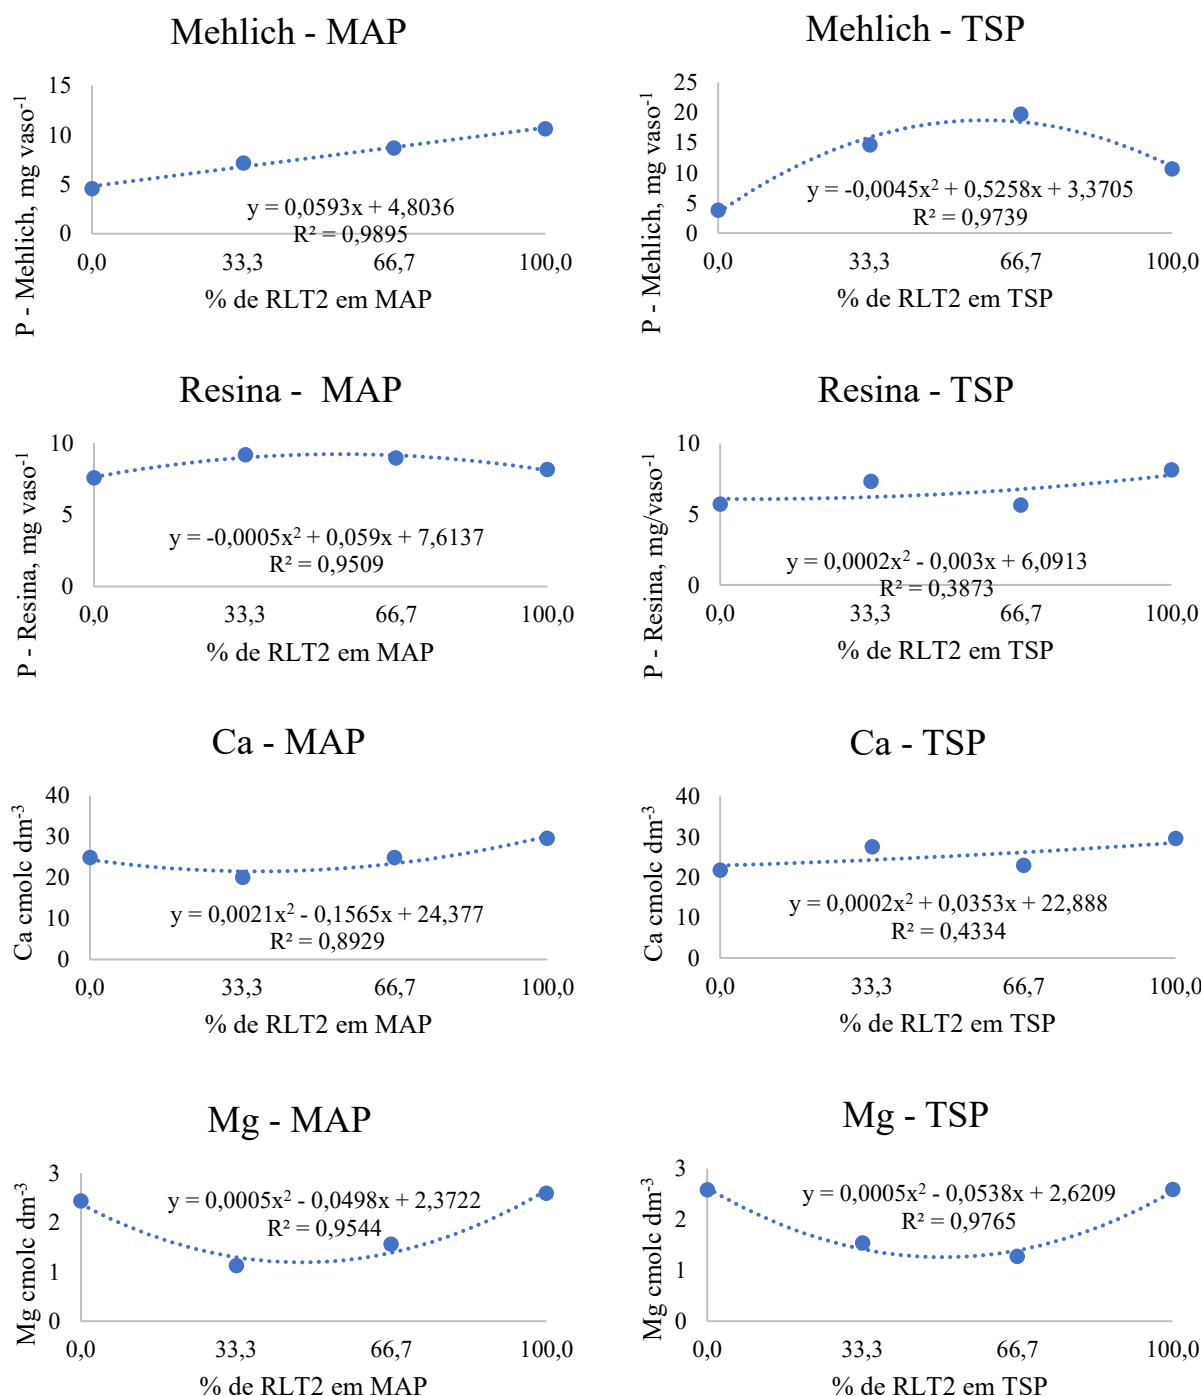 Mehlich - MAP
P - Mehlich, mg vaso⁻¹
15
10
5
0
y = 0,0593x + 4,8036
R² = 0,9895
0,0 33,3 66,7 100,0
% de RLT2 em MAP
Mehlich - TSP
P - Mehlich, mg vaso⁻¹
25
20
15
10
5
0
y = -0,0045x² + 0,5258x + 3,3705
R² = 0,9739
0,0 33,3 66,7 100,0
% de RLT2 em TSP
Resina - MAP
P - Resina, mg vaso⁻¹
10
5
0
y = -0,0005x² + 0,059x + 7,6137
R² = 0,9509
0,0 33,3 66,7 100,0
% de RLT2 em MAP
Resina - TSP
P - Resina, mg/vaso⁻¹
10
5
0
y = 0,0002x² - 0,003x + 6,0913
R² = 0,3873
0,0 33,3 66,7 100,0
% de RLT2 em TSP
Ca - MAP
Ca cmolc dm⁻³
40
30
20
10
0
y = 0,0021x² - 0,1565x + 24,377
R² = 0,8929
0,0 33,3 66,7 100,0
% de RLT2 em MAP
Ca - TSP
Ca cmolc dm⁻³
40
30
20
10
0
y = 0,0002x² + 0,0353x + 22,888
R² = 0,4334
0,0 33,3 66,7 100,0
% de RLT2 em TSP
Mg - MAP
Mg cmolc dm⁻³
3
2
1
0
y = 0,0005x² - 0,0498x + 2,3722
R² = 0,9544
0,0 33,3 66,7 100,0
% de RLT2 em MAP
Mg - TSP
Mg cmolc dm⁻³
3
2
1
0
y = 0,0005x² - 0,0538x + 2,6209
R² = 0,9765
0,0 33,3 66,7 100,0
% de RLT2 em TSP